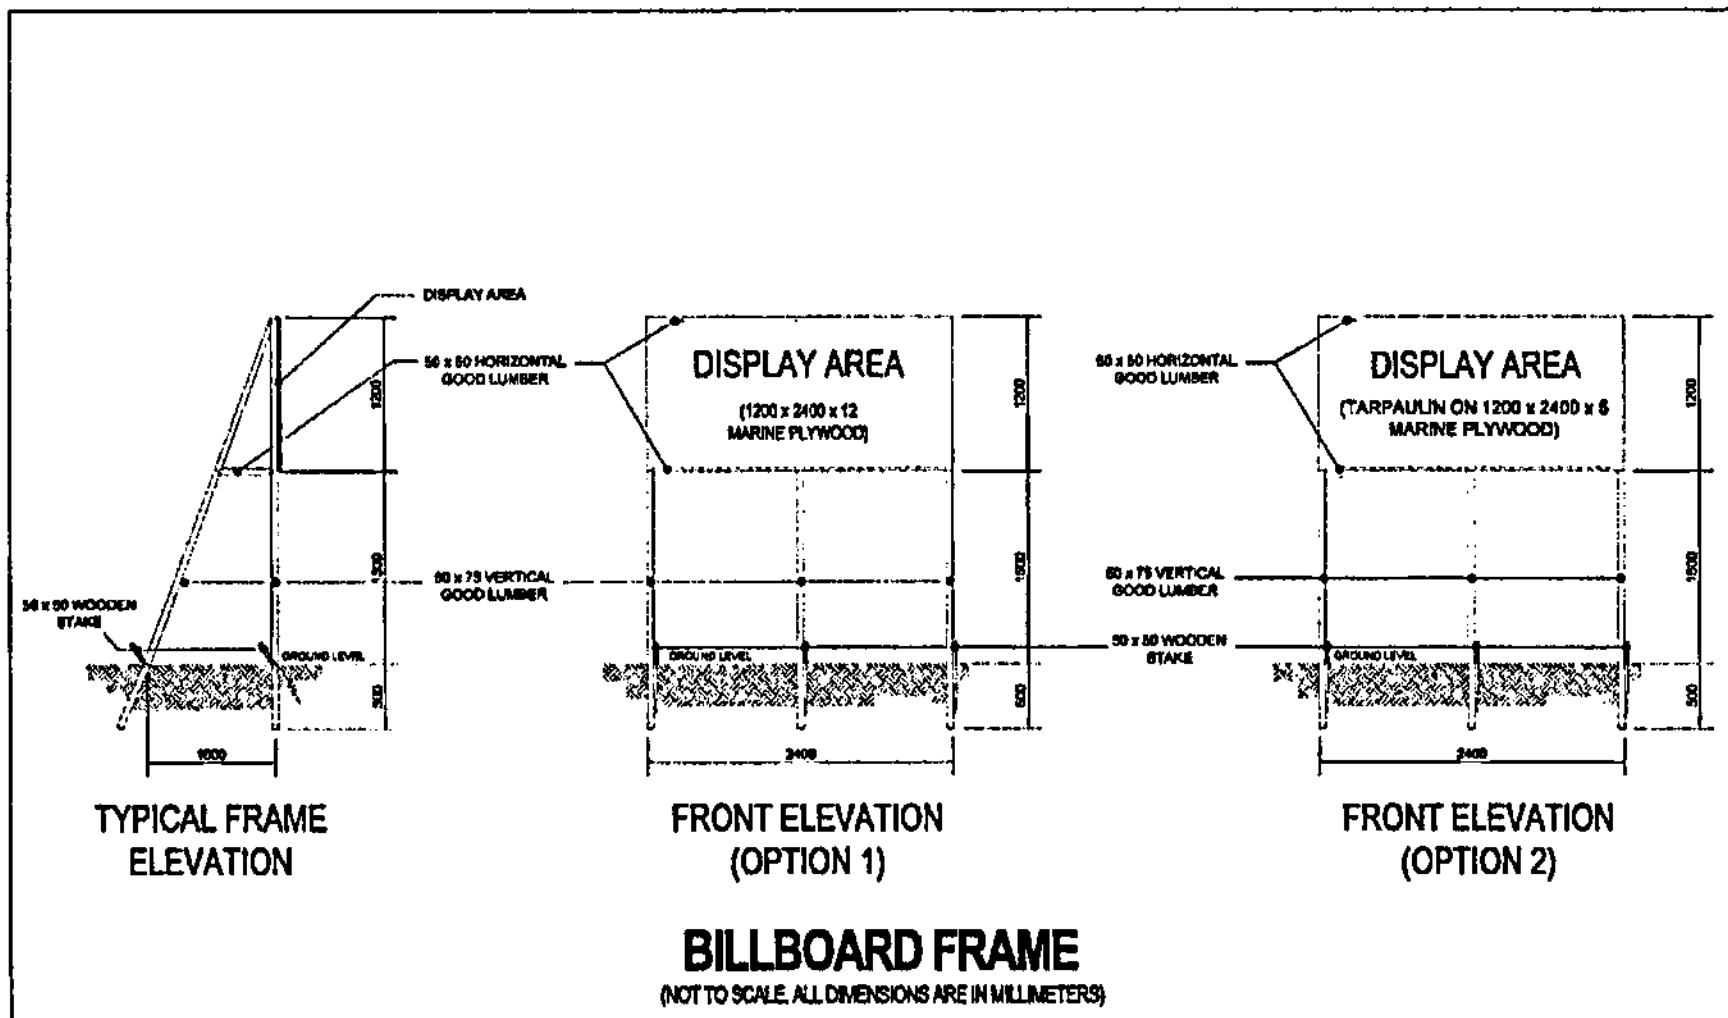 DISPLAY AREA
50 x 50 HORIZONTAL
GOOD LUMBER
1200
1500
50 x 75 VERTICAL
GOOD LUMBER
50 x 50 WOODEN
STAKE
GROUND LEVEL
500
1000
TYPICAL FRAME
ELEVATION
DISPLAY AREA
(1200 x 2400 x 12
MARINE PLYWOOD)
1200
1500
GROUND LEVEL
500
2400
FRONT ELEVATION
(OPTION 1)
50 x 50 HORIZONTAL
GOOD LUMBER
DISPLAY AREA
(TARPAULIN ON 1200 x 2400 x 5
MARINE PLYWOOD)
1200
50 x 75 VERTICAL
GOOD LUMBER
1500
50 x 50 WOODEN
STAKE
GROUND LEVEL
500
2400
FRONT ELEVATION
(OPTION 2)
BILLBOARD FRAME
(NOT TO SCALE, ALL DIMENSIONS ARE IN MILLIMETERS)